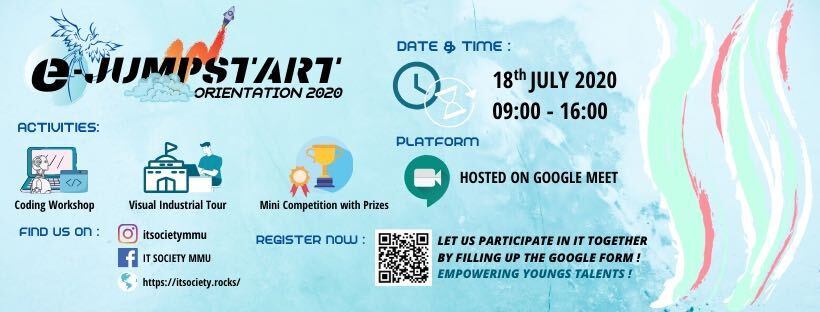 e-JUMPSTART
ORIENTATION 2020
DATE & TIME :
18th JULY 2020
09:00 - 16:00
ACTIVITIES:
Coding Workshop
Visual Industrial Tour
Mini Competition with Prizes
PLATFORM
HOSTED ON GOOGLE MEET
FIND US ON :
itsocietymmu
IT SOCIETY MMU
https://itsociety.rocks/
REGISTER NOW :
LET US PARTICIPATE IN IT TOGETHER
BY FILLING UP THE GOOGLE FORM !
EMPOWERING YOUNGS TALENTS !